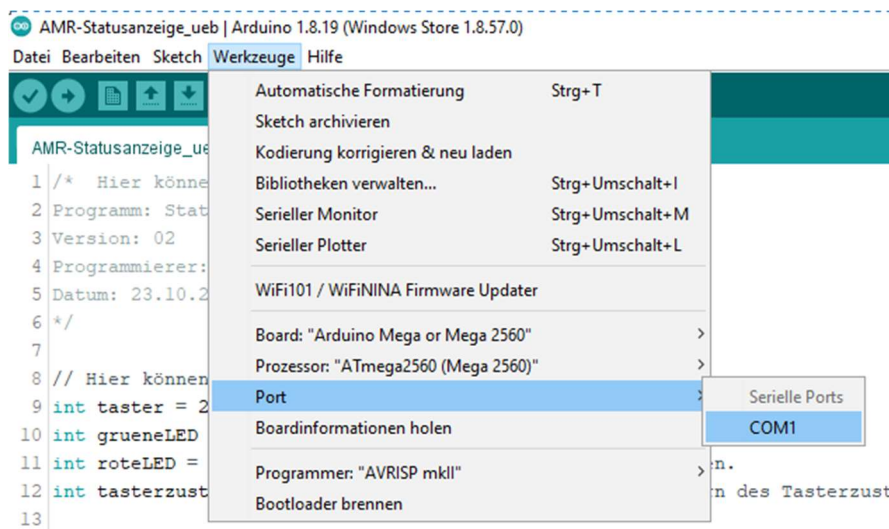 AMR-Statusanzeige_ueb | Arduino 1.8.19 (Windows Store 1.8.57.0)
Datei Bearbeiten Sketch Werkzeuge Hilfe
AMR-Statusanzeige_ue
Automatische Formatierung Strg+T
Sketch archivieren
Kodierung korrigieren & neu laden
Bibliotheken verwalten... Strg+Umschalt+I
Serieller Monitor Strg+Umschalt+M
Serieller Plotter Strg+Umschalt+L
WiFi101 / WiFiNINA Firmware Updater
Board: "Arduino Mega or Mega 2560"
Prozessor: "ATmega2560 (Mega 2560)"
Port
Boardinformationen holen
Programmer: "AVRISP mkII"
Bootloader brennen
Serielle Ports
COM1
1 /* Hier könne
2 Programm: Stat
3 Version: 02
4 Programmierer:
5 Datum: 23.10.2
6 */
7
8 // Hier können
9 int taster = 2
10 int grueneLED
11 int roteLED = en.
12 int tasterzust n des Tasterzust
13